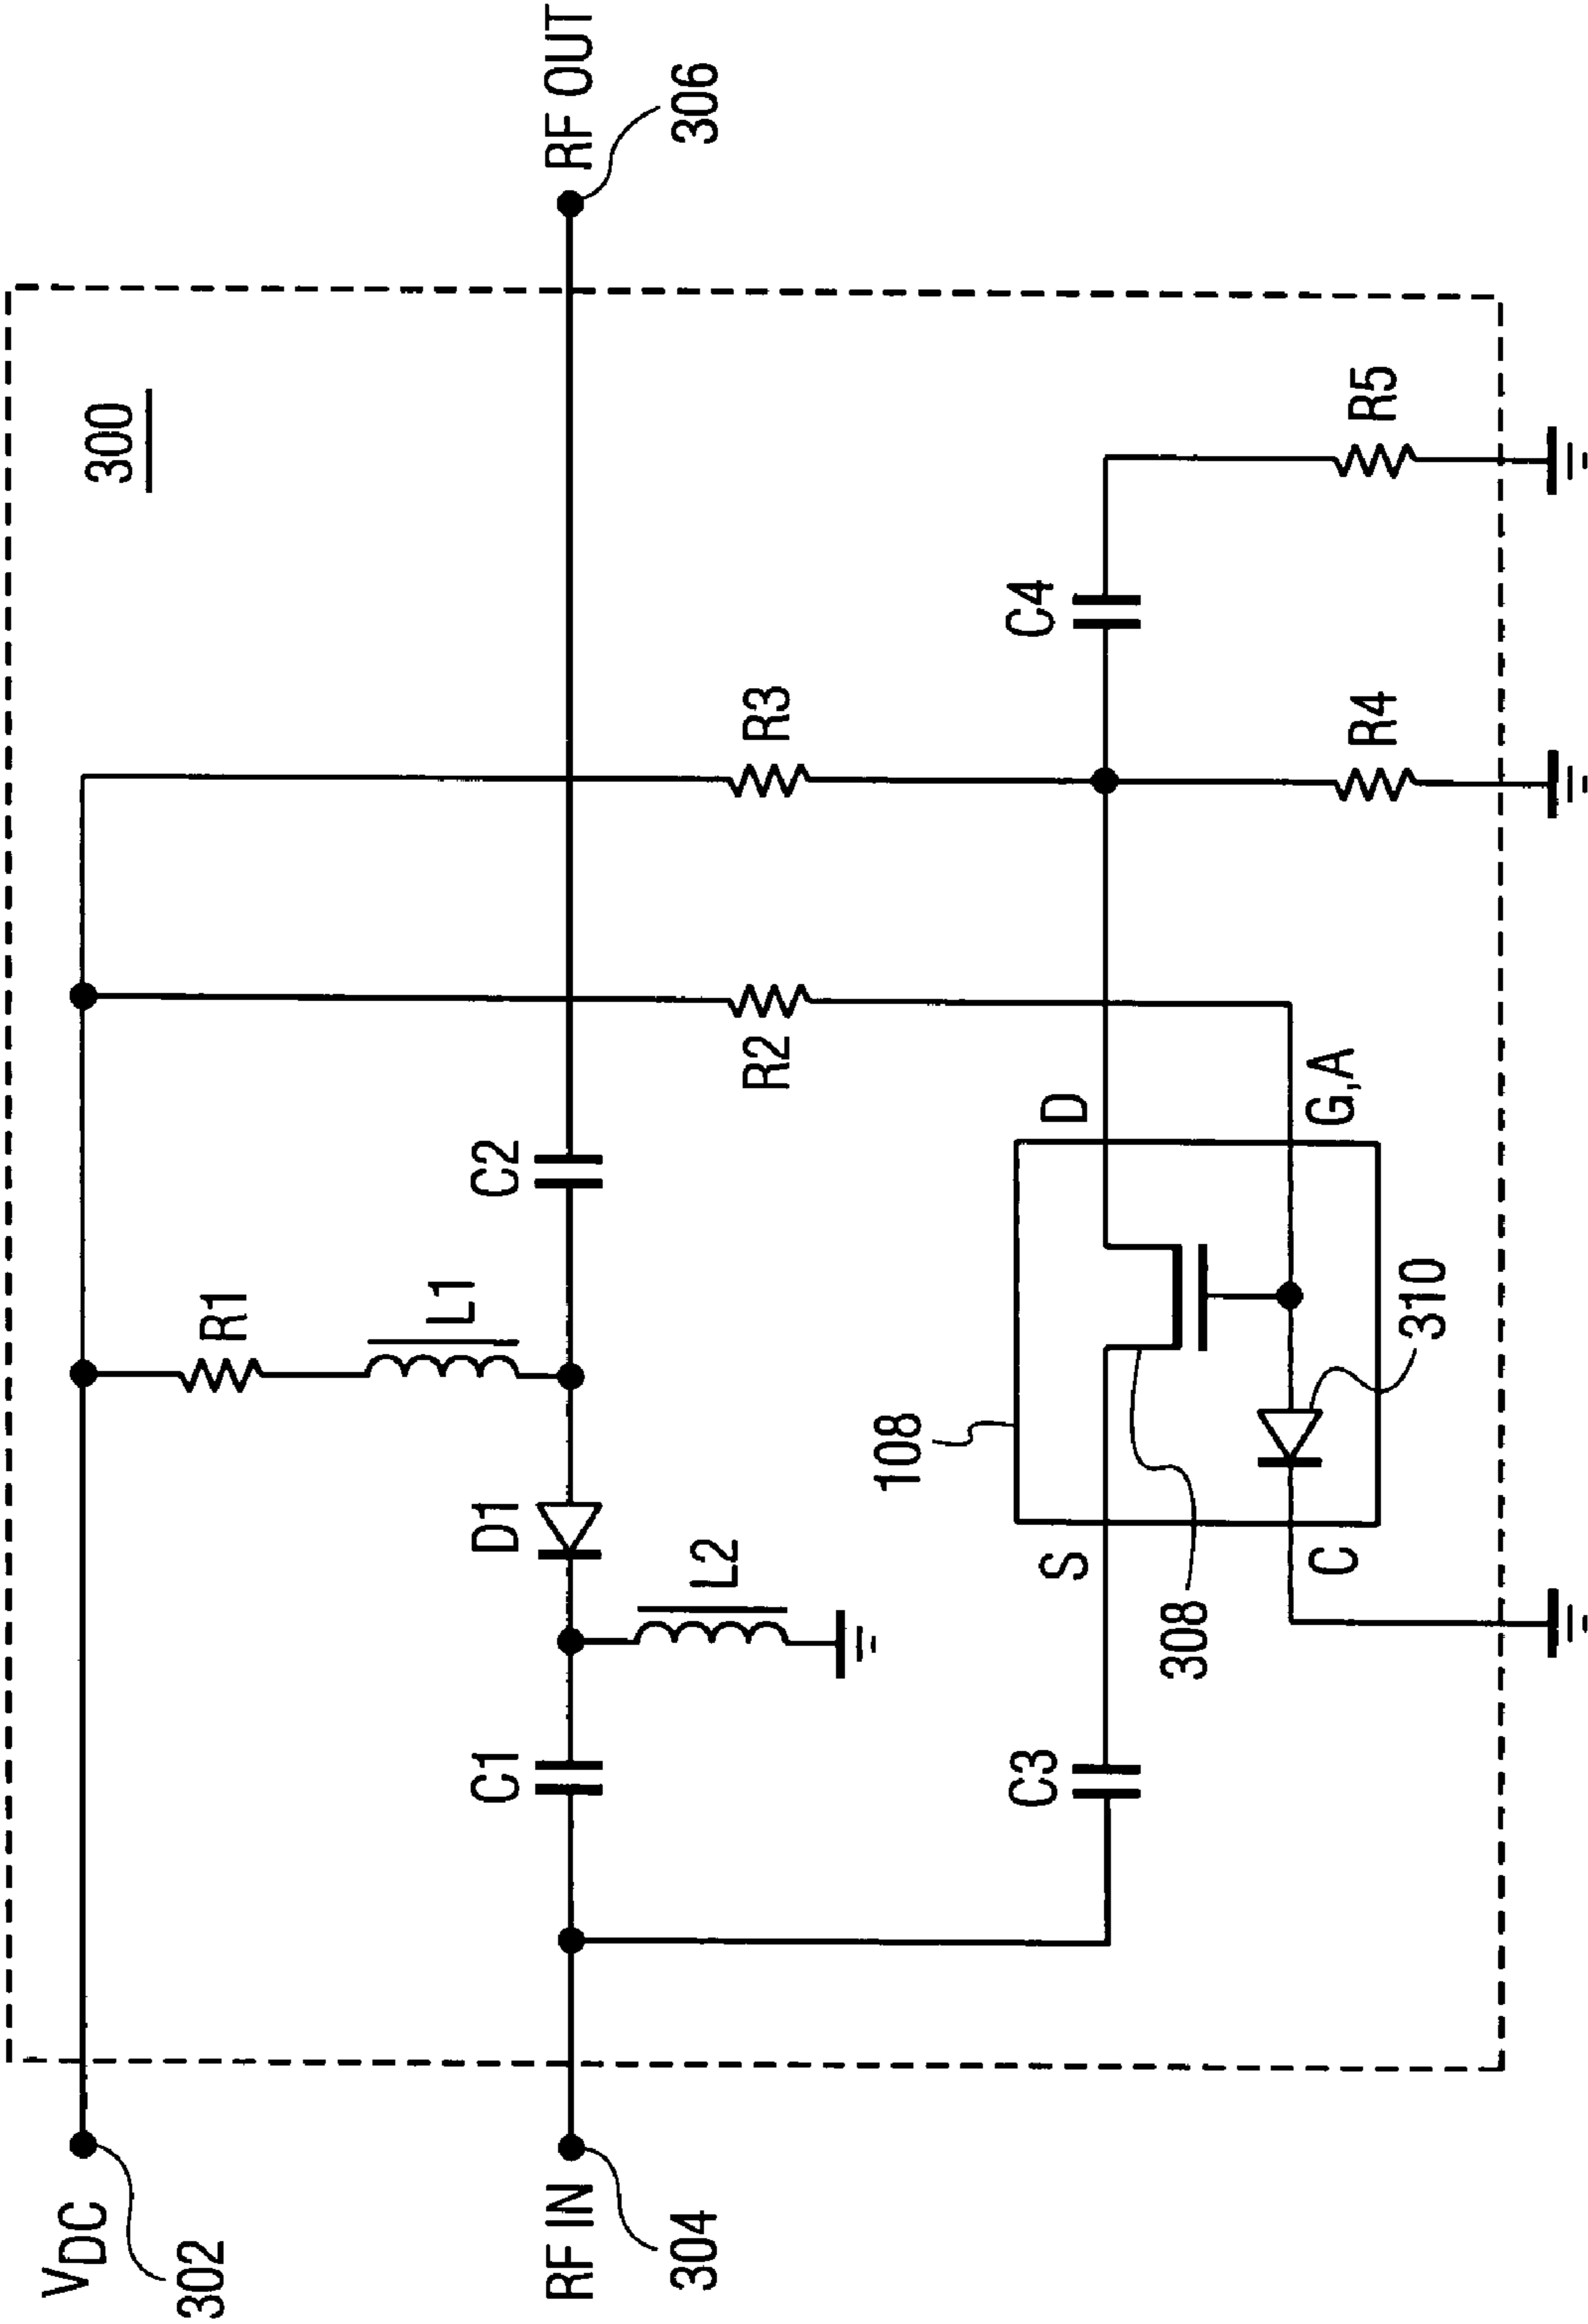 300
V_DC
302
R1
L1
RF IN
304
C1
D1
C2
RF OUT
306
L2
R2
R3
108
C3
S
D
C4
308
C
G,A
310
R4
R5